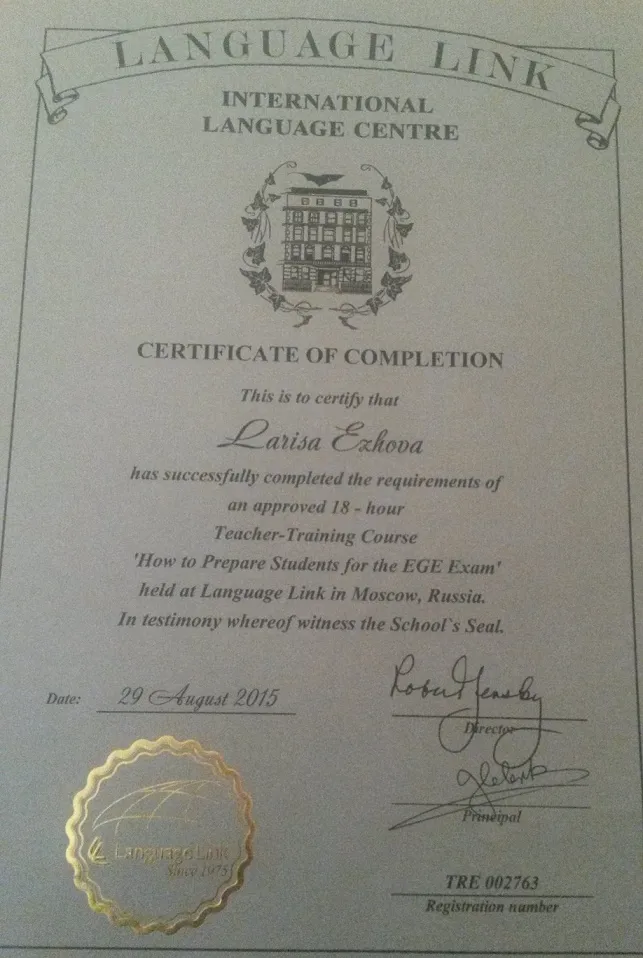 LANGUAGE LINK
INTERNATIONAL
LANGUAGE CENTRE
CERTIFICATE OF COMPLETION
This is to certify that
Larisa Ezhova
has successfully completed the requirements of
an approved 18 - hour
Teacher-Training Course
'How to Prepare Students for the EGE Exam'
held at Language Link in Moscow, Russia.
In testimony whereof witness the School`s Seal.
Date: 29 August 2015
Director
Principal
Language Link
Since 1975
TRE 002763
Registration number